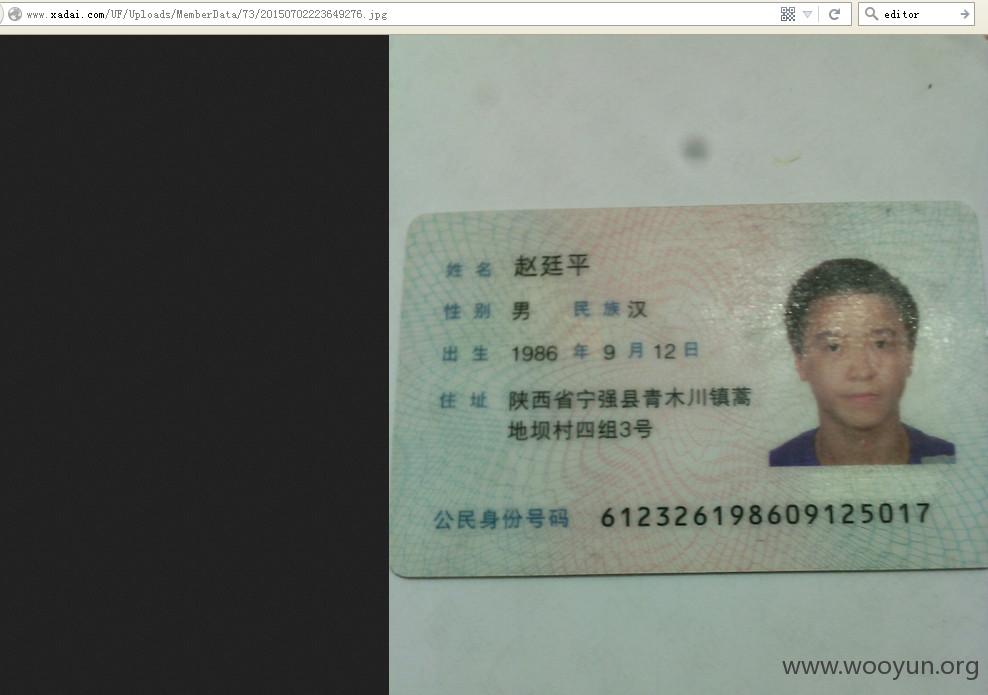 www.xadai.com/UF/Uploads/MemberData/73/20150702223649276.jpg
editor
姓名 赵廷平
性别 男 民族 汉
出生 1986 年 9 月 12 日
住址 陕西省宁强县青木川镇蒿
地坝村四组3号
公民身份号码 612326198609125017
www.wooyun.org